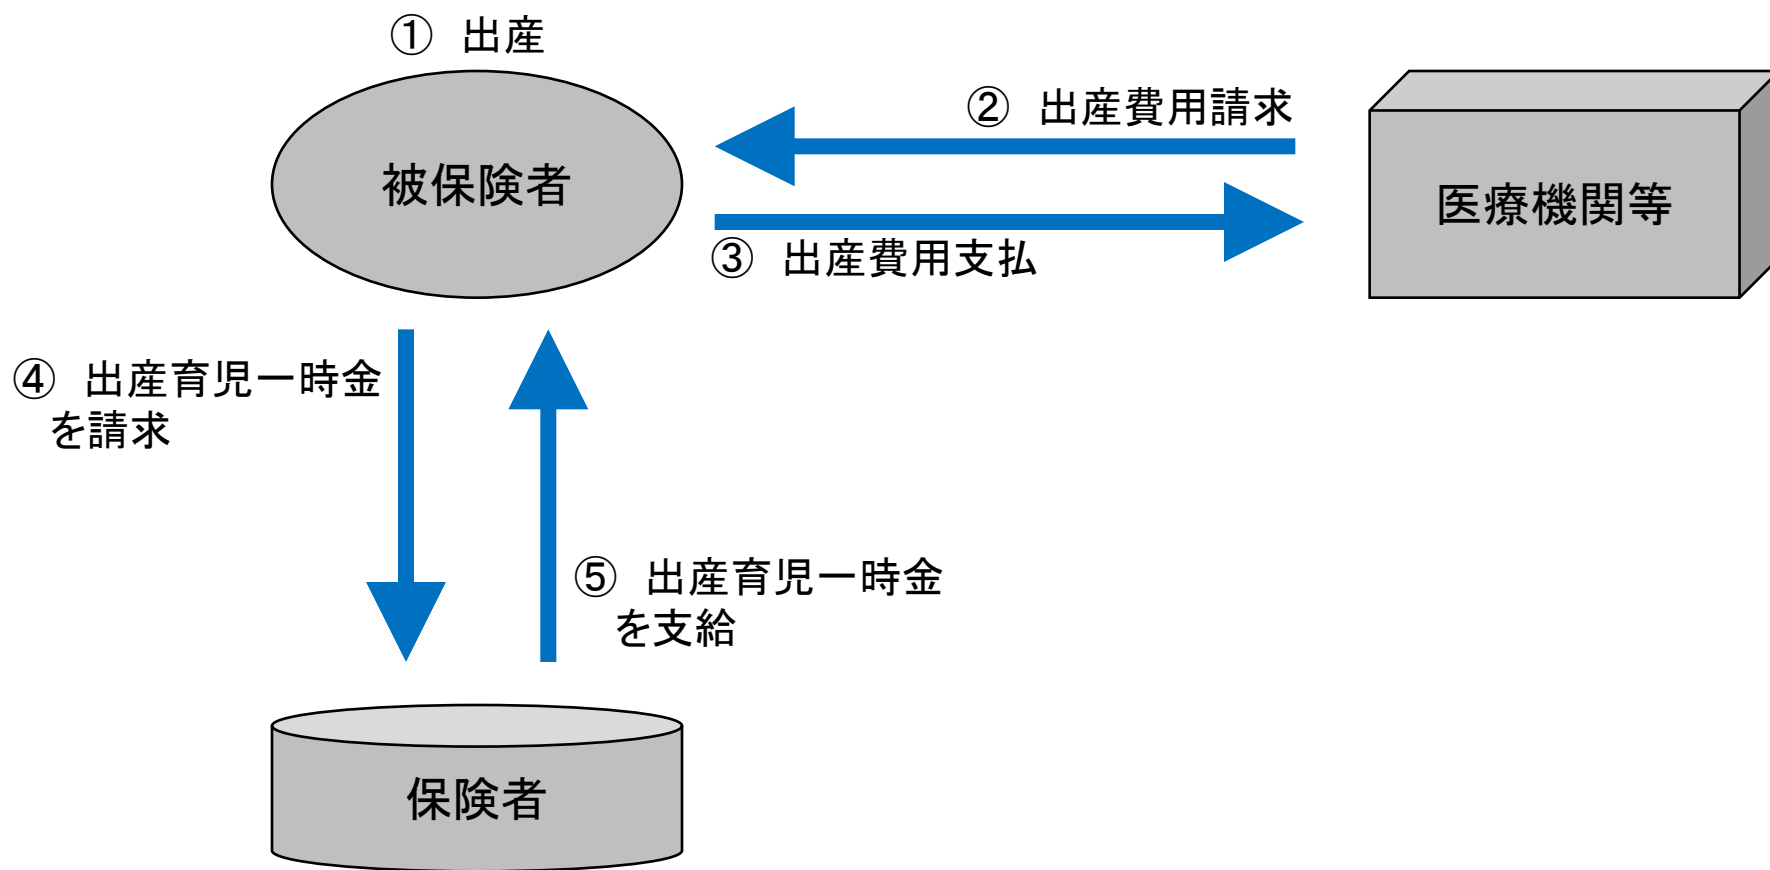 ① 出産
② 出産費用請求
被保険者
医療機関等
③ 出産費用支払
④ 出産育児一時金
を請求
⑤ 出産育児一時金
を支給
保険者